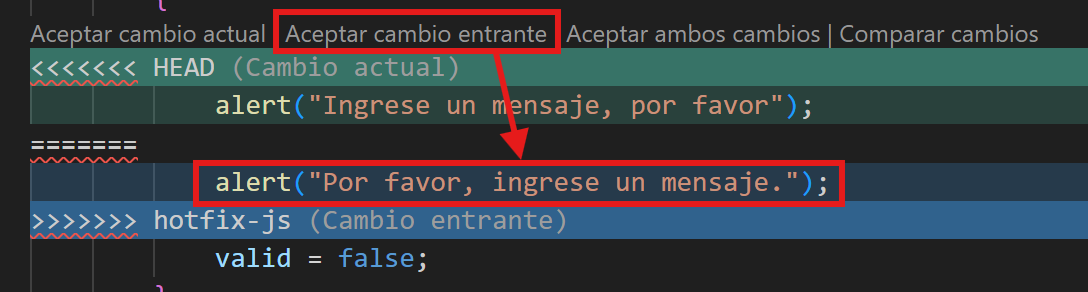 {
Aceptar cambio actual | Aceptar cambio entrante | Aceptar ambos cambios | Comparar cambios
<<<<<<< HEAD (Cambio actual)
alert("Ingrese un mensaje, por favor");
=======
alert("Por favor, ingrese un mensaje.");
>>>>>>> hotfix-js (Cambio entrante)
valid = false;
}